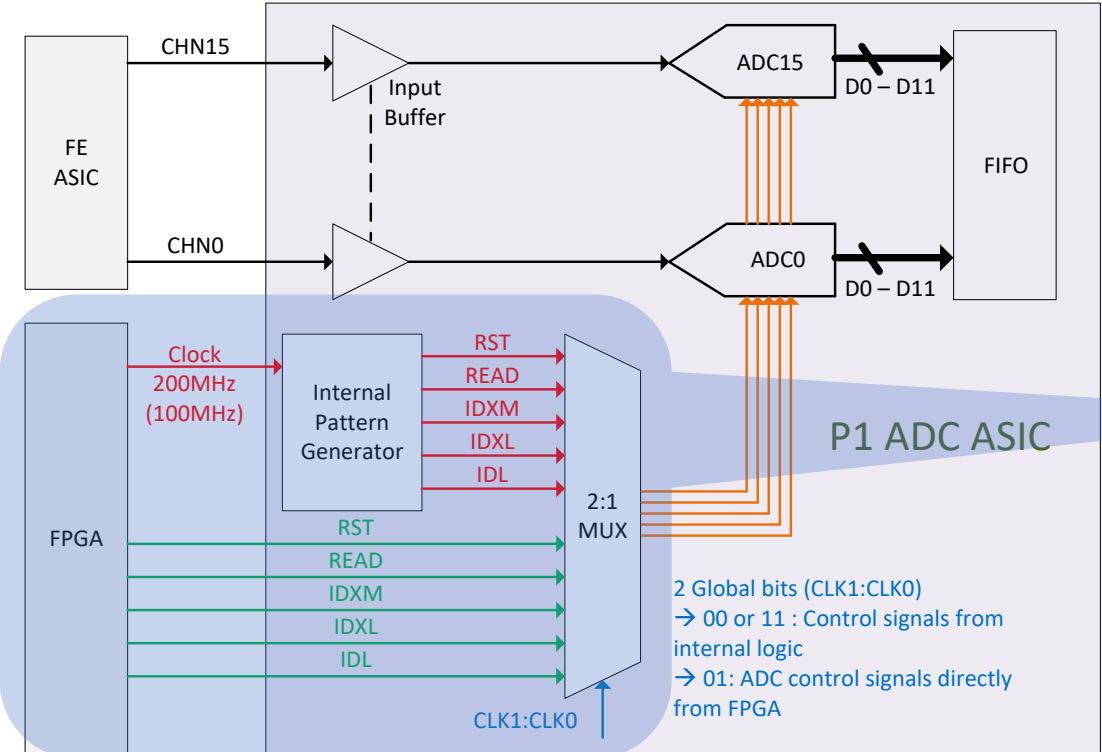 CHN15
ADC15
D0 – D11
Input
Buffer
FE
ASIC
FIFO
CHN0
ADC0
D0 – D11
Clock
200MHz
(100MHz)
Internal
Pattern
Generator
RST
READ
IDXM
IDXL
IDL
P1 ADC ASIC
2:1
MUX
FPGA
RST
READ
IDXM
IDXL
IDL
2 Global bits (CLK1:CLK0)
→ 00 or 11 : Control signals from
internal logic
→ 01: ADC control signals directly
from FPGA
CLK1:CLK0